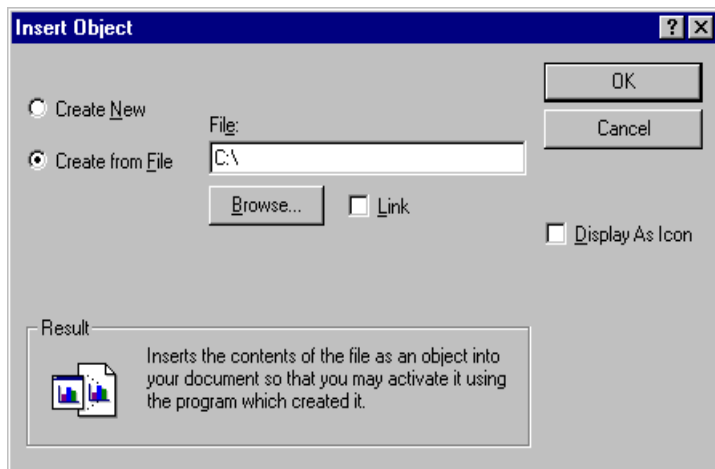 Insert Object
OK
Create New
File:
Cancel
Create from File
C:\
Browse...
Link
Display As Icon
Result
Inserts the contents of the file as an object into
your document so that you may activate it using
the program which created it.